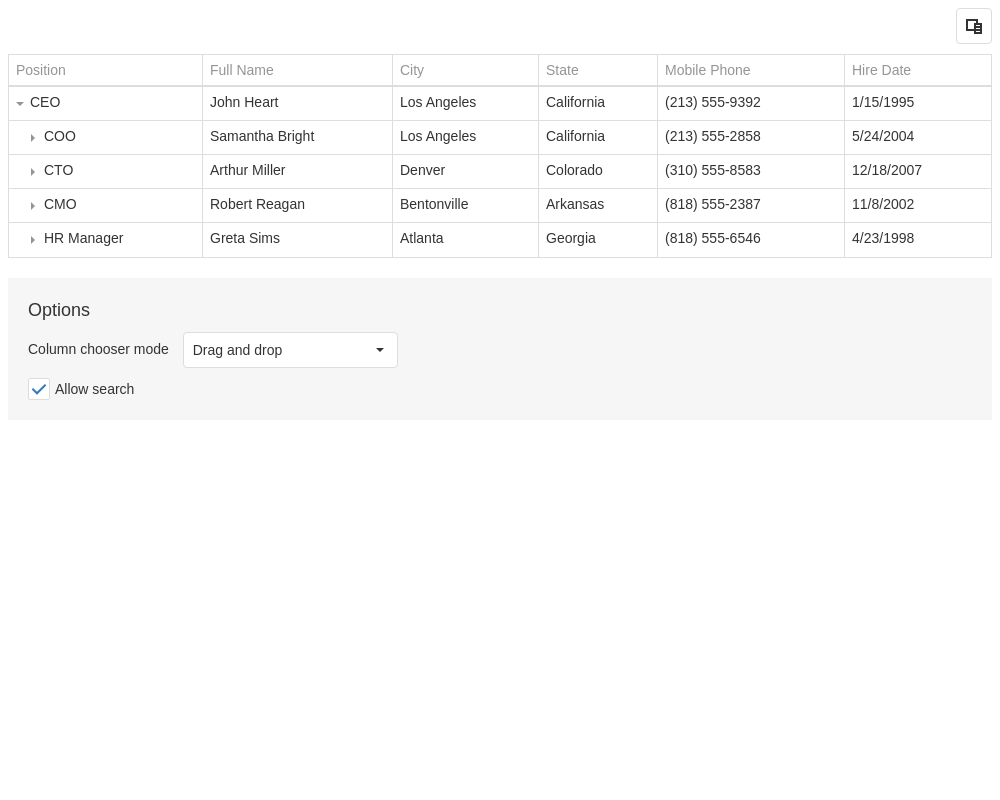 Position Full Name City State Mobile Phone Hire Date
CEO John Heart Los Angeles California (213) 555-9392 1/15/1995
COO Samantha Bright Los Angeles California (213) 555-2858 5/24/2004
CTO Arthur Miller Denver Colorado (310) 555-8583 12/18/2007
CMO Robert Reagan Bentonville Arkansas (818) 555-2387 11/8/2002
HR Manager Greta Sims Atlanta Georgia (818) 555-6546 4/23/1998
Options
Column chooser mode Drag and drop
Allow search